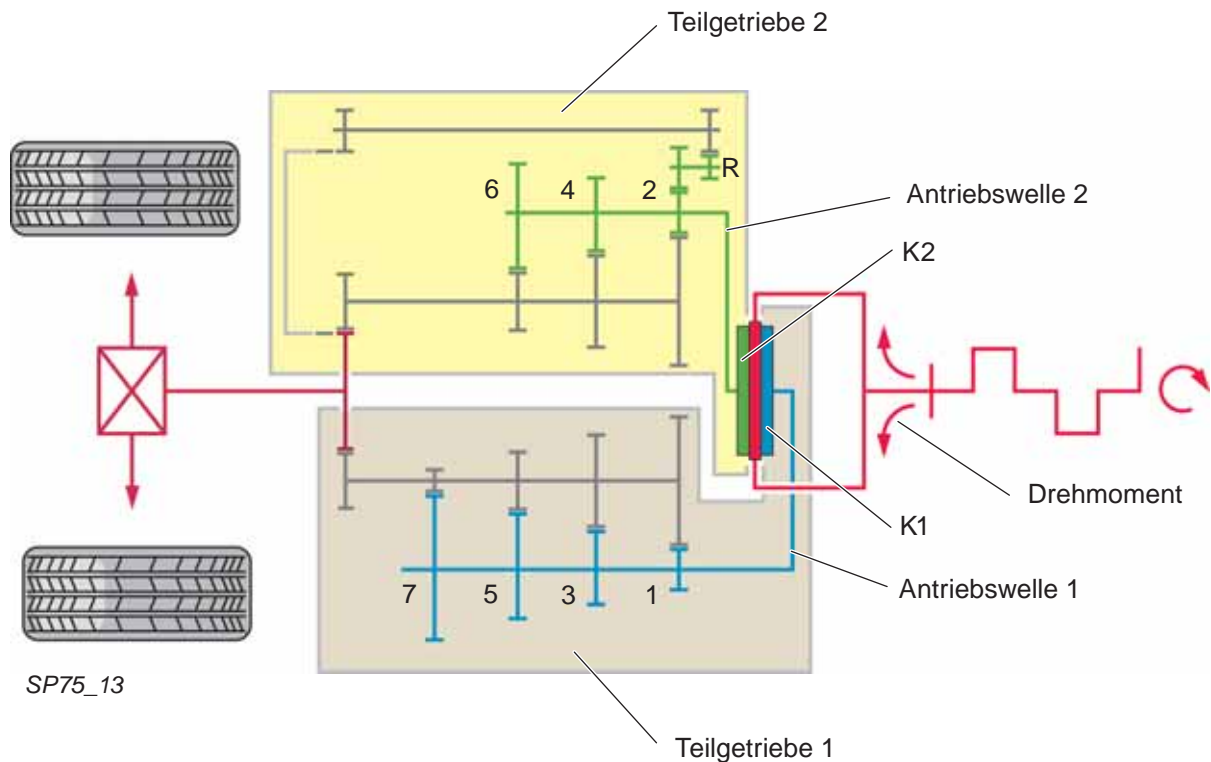 Teilgetriebe 2
R
6
4
2
Antriebswelle 2
K2
Drehmoment
K1
Antriebswelle 1
7
5
3
1
SP75_13
Teilgetriebe 1